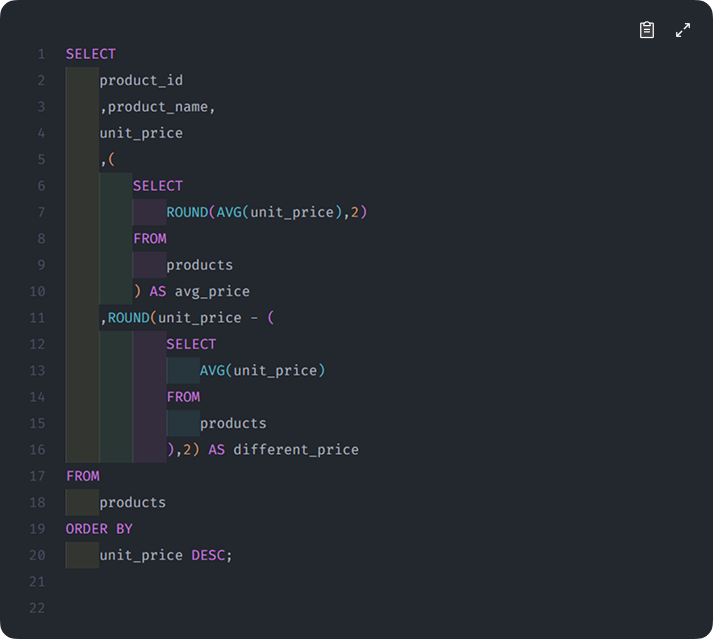 1 SELECT
2 product_id
3 ,product_name,
4 unit_price
5 ,(
6 SELECT
7 ROUND(AVG(unit_price),2)
8 FROM
9 products
10 ) AS avg_price
11 ,ROUND(unit_price - (
12 SELECT
13 AVG(unit_price)
14 FROM
15 products
16 ),2) AS different_price
17 FROM
18 products
19 ORDER BY
20 unit_price DESC;
21
22